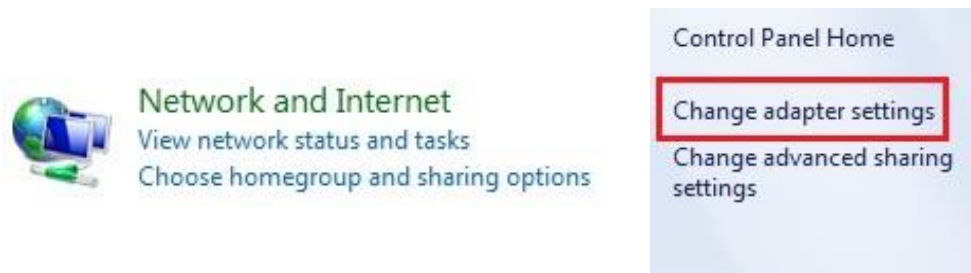 Network and Internet
View network status and tasks
Choose homegroup and sharing options
Control Panel Home
Change adapter settings
Change advanced sharing
settings